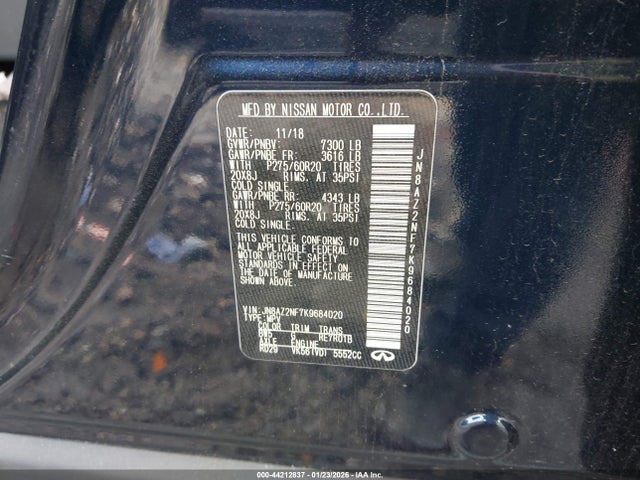 MFD BY NISSAN MOTOR CO.,LTD.
DATE: 11/18
GVWR/PNBV: 7300 LB
GAWR/PNBE FR: 3616 LB
WITH P275/60R20 TIRES
20X8J RIMS. AT 35PSI
COLD SINGLE.
GAWR/PNBE RR: 4343 LB
WITH P275/60R20 TIRES
20X8J RIMS. AT 35PSI
COLD SINGLE.
THIS VEHICLE CONFORMS TO
ALL APPLICABLE FEDERAL
MOTOR VEHICLE SAFETY
STANDARDS IN EFFECT ON
THE DATE OF MANUFACTURE
SHOWN ABOVE.
VIN: JN8AZ2NF7K9684020
TYPE: MPV
COLOR TRIM TRANS
BW5 G RE7R01B
AXLE ENGINE
R029 VK56(VD) 5552CC
JN8AZ2NF7K9684020
000-44212837 - 01/23/2026 - IAA Inc.